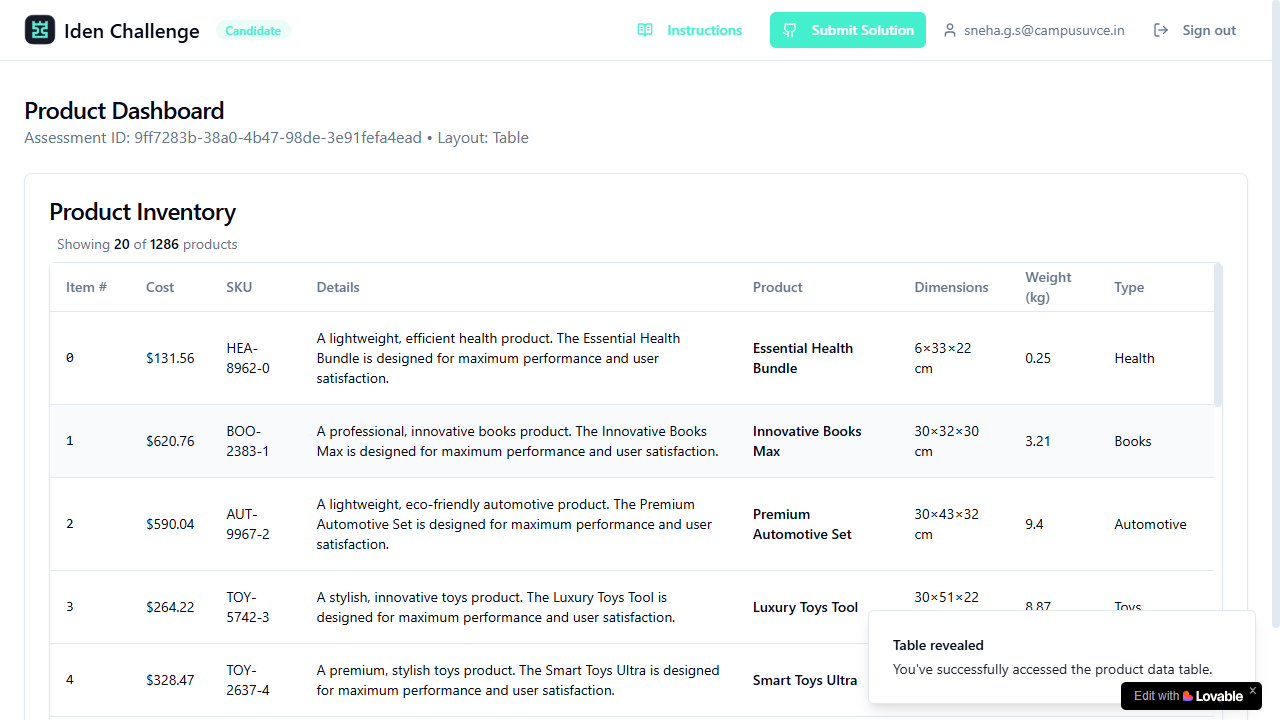 Iden Challenge
Candidate
Instructions
Submit Solution
sneha.g.s@campusuvce.in
Sign out
Product Dashboard
Assessment ID: 9ff7283b-38a0-4b47-98de-3e91fefa4ead • Layout: Table
Product Inventory
Showing 20 of 1286 products
Item # Cost SKU Details Product Dimensions Weight (kg) Type
0 $131.56 HEA-8962-0 A lightweight, efficient health product. The Essential Health Bundle is designed for maximum performance and user satisfaction. Essential Health Bundle 6×33×22 cm 0.25 Health
1 $620.76 BOO-2383-1 A professional, innovative books product. The Innovative Books Max is designed for maximum performance and user satisfaction. Innovative Books Max 30×32×30 cm 3.21 Books
2 $590.04 AUT-9967-2 A lightweight, eco-friendly automotive product. The Premium Automotive Set is designed for maximum performance and user satisfaction. Premium Automotive Set 30×43×32 cm 9.4 Automotive
3 $264.22 TOY-5742-3 A stylish, innovative toys product. The Luxury Toys Tool is designed for maximum performance and user satisfaction. Luxury Toys Tool 30×51×22 8.87 Toys
4 $328.47 TOY-2637-4 A premium, stylish toys product. The Smart Toys Ultra is designed for maximum performance and user satisfaction. Smart Toys Ultra
Table revealed
You've successfully accessed the product data table.
Edit with Lovable ×